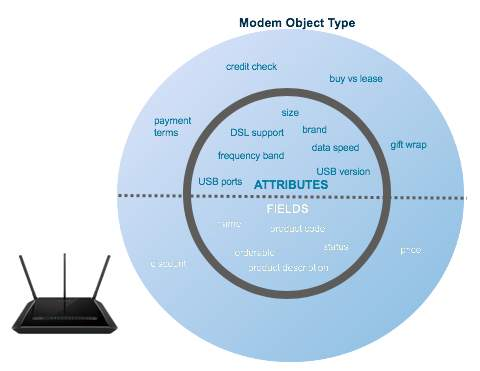 Modem Object Type
credit check
buy vs lease
size
payment
terms
DSL support
brand
data speed
gift wrap
frequency band
USB version
USB ports
ATTRIBUTES
FIELDS
name
product code
status
price
orderable
discount
product description